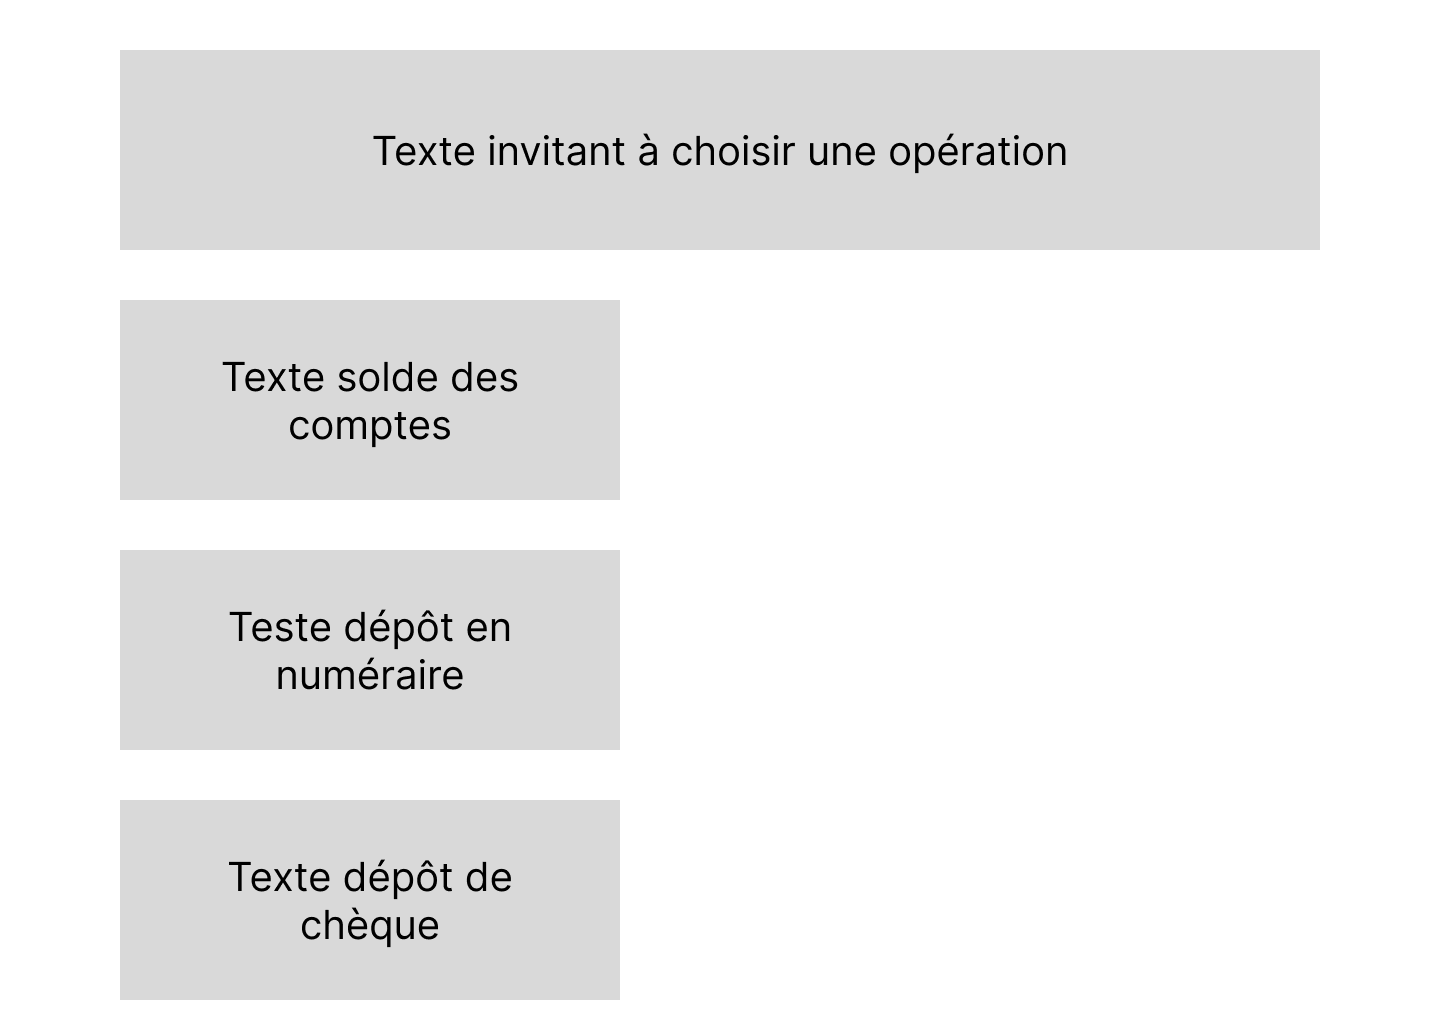 Texte invitant à choisir une opération
Texte solde des
comptes
Teste dépôt en
numéraire
Texte dépôt de
chèque